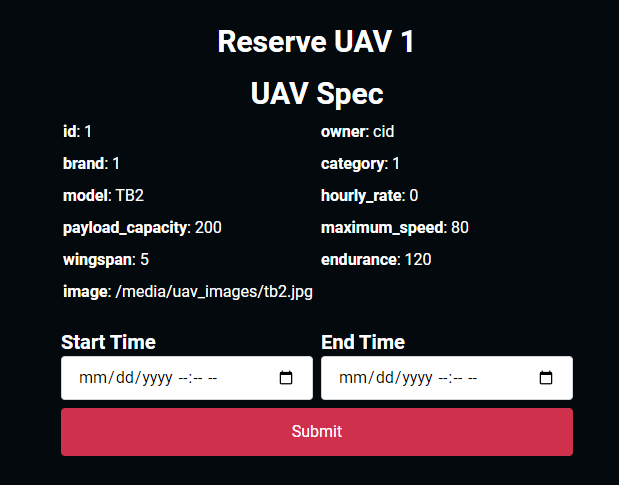 Reserve UAV 1
UAV Spec
id: 1 owner: cid
brand: 1 category: 1
model: TB2 hourly_rate: 0
payload_capacity: 200 maximum_speed: 80
wingspan: 5 endurance: 120
image: /media/uav_images/tb2.jpg
Start Time End Time
mm/dd/yyyy --:-- -- mm/dd/yyyy --:-- --
Submit